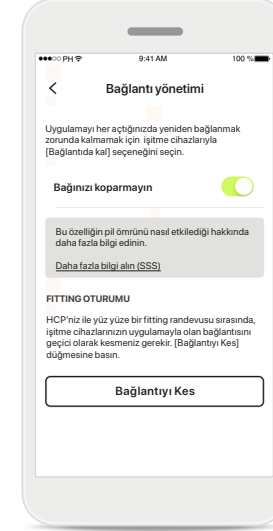 PH 9:41 AM 100 %
Bağlantı yönetimi
Uygulamayı her açtığınızda yeniden bağlanmak
zorunda kalmamak için işitme cihazlarıyla
[Bağlantıda kal] seçeneğini seçin.
Bağınızı koparmayın
Bu özelliğin pil ömrünü nasıl etkilediği hakkında
daha fazla bilgi edinin.
Daha fazla bilgi alın (SSS)
FITTING OTURUMU
HCP'niz ile yüz yüze bir fitting randevusu sırasında,
işitme cihazlarınızın uygulamayla olan bağlantısını
geçici olarak kesmeniz gerekir. [Bağlantıyı Kes]
düğmesine basın.
Bağlantıyı Kes